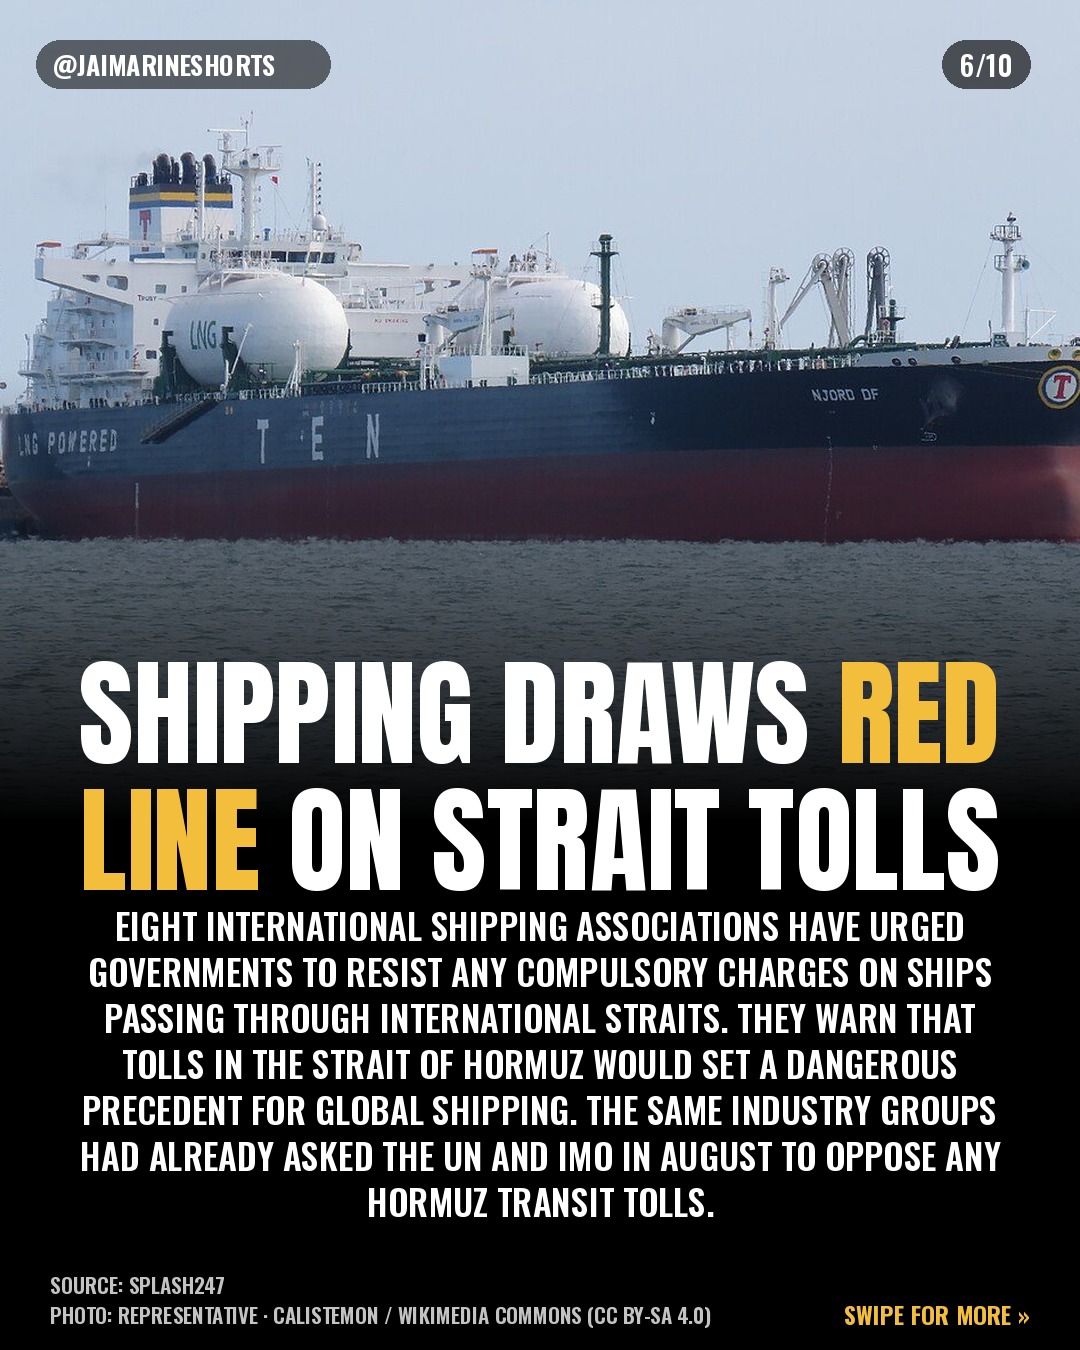 @JAIMARINESHORTS
6/10
T
TRUST
LNG
NO SMOKING
NJORD DF
T
LNG POWERED
T E N
SHIPPING DRAWS RED
LINE ON STRAIT TOLLS
EIGHT INTERNATIONAL SHIPPING ASSOCIATIONS HAVE URGED
GOVERNMENTS TO RESIST ANY COMPULSORY CHARGES ON SHIPS
PASSING THROUGH INTERNATIONAL STRAITS. THEY WARN THAT
TOLLS IN THE STRAIT OF HORMUZ WOULD SET A DANGEROUS
PRECEDENT FOR GLOBAL SHIPPING. THE SAME INDUSTRY GROUPS
HAD ALREADY ASKED THE UN AND IMO IN AUGUST TO OPPOSE ANY
HORMUZ TRANSIT TOLLS.
SOURCE: SPLASH247
PHOTO: REPRESENTATIVE · CALISTEMON / WIKIMEDIA COMMONS (CC BY-SA 4.0)
SWIPE FOR MORE »